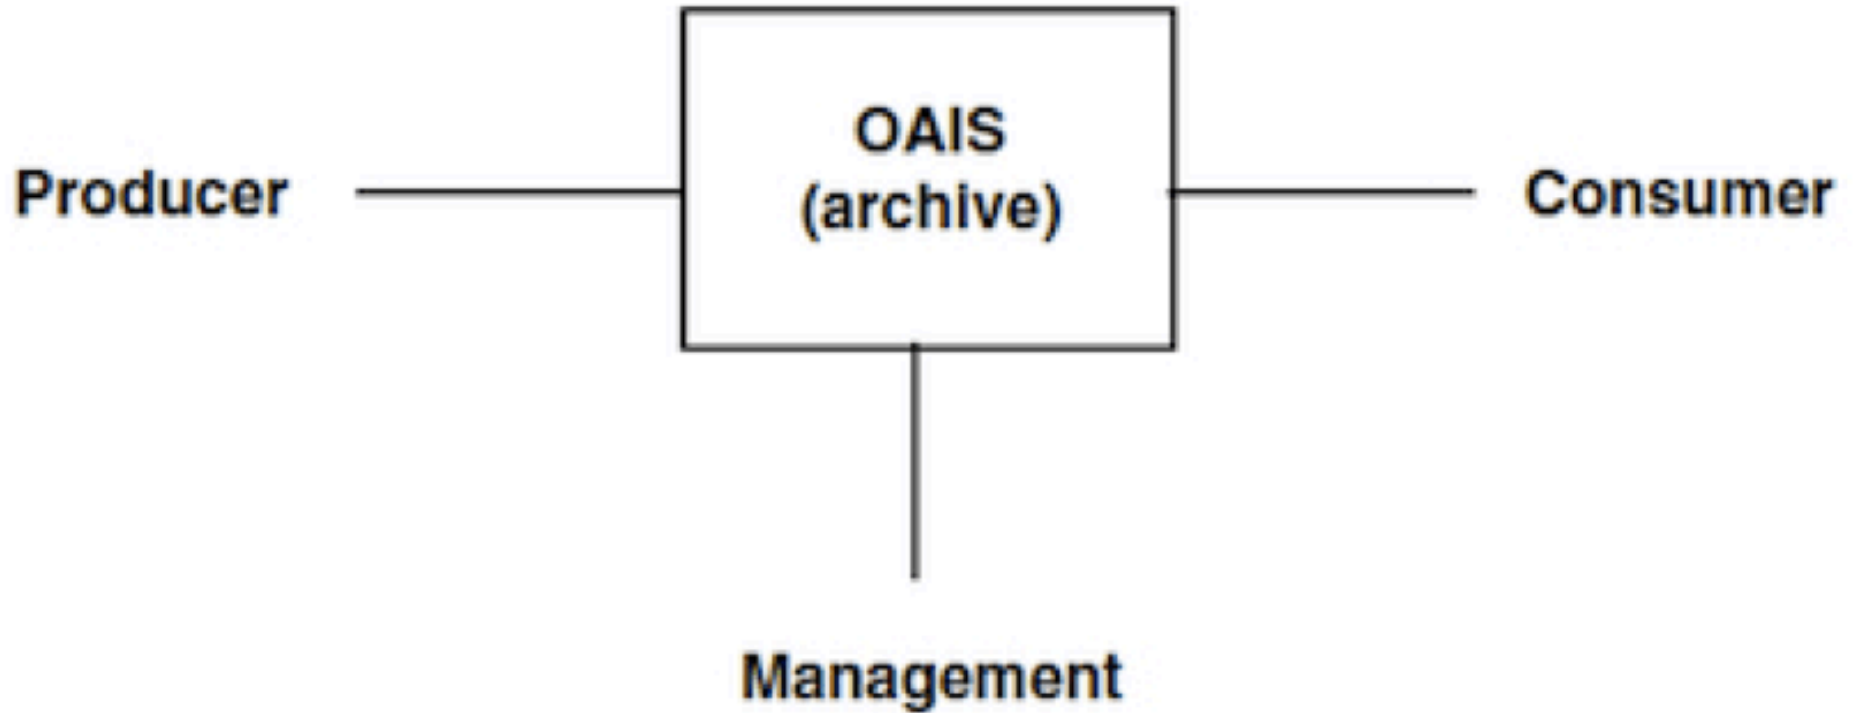 OAIS
(archive)
Producer
Consumer
Management